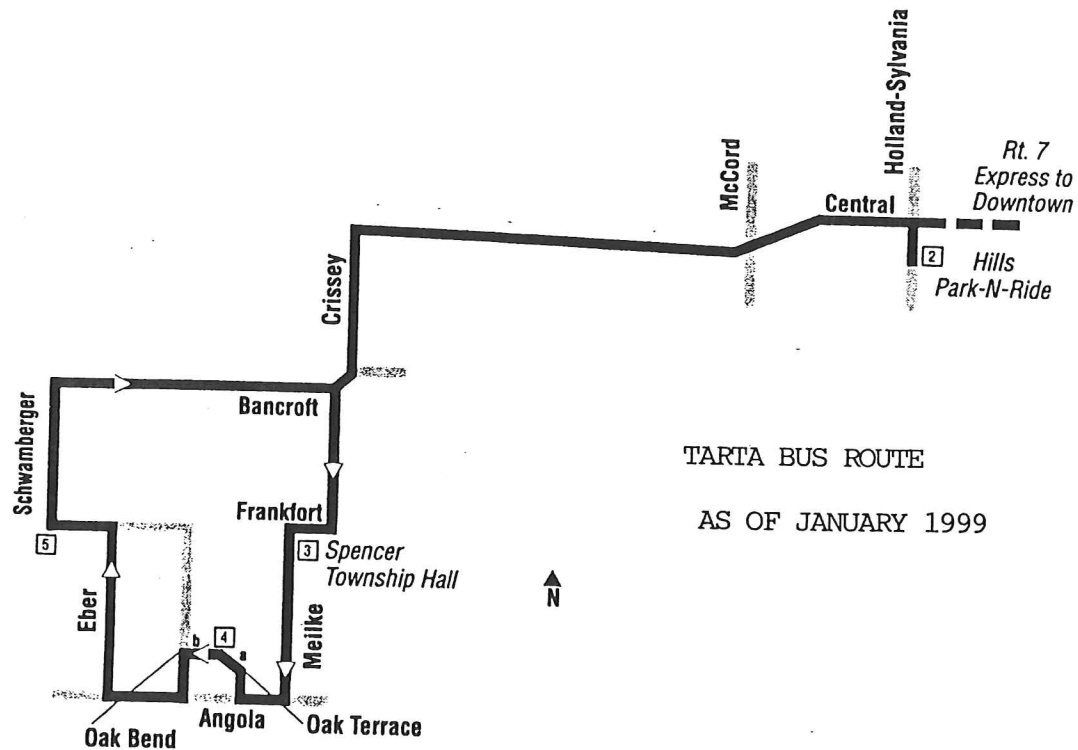 Holland-Sylvania
McCord
Rt. 7
Express to
Downtown
Central
2
Hills
Park-N-Ride
Crissey
Bancroft
Schwamberger
TARTA BUS ROUTE
AS OF JANUARY 1999
Frankfort
5
3 Spencer
Township Hall
N
Eber
Meilke
b
4
a
Angola
Oak Terrace
Oak Bend